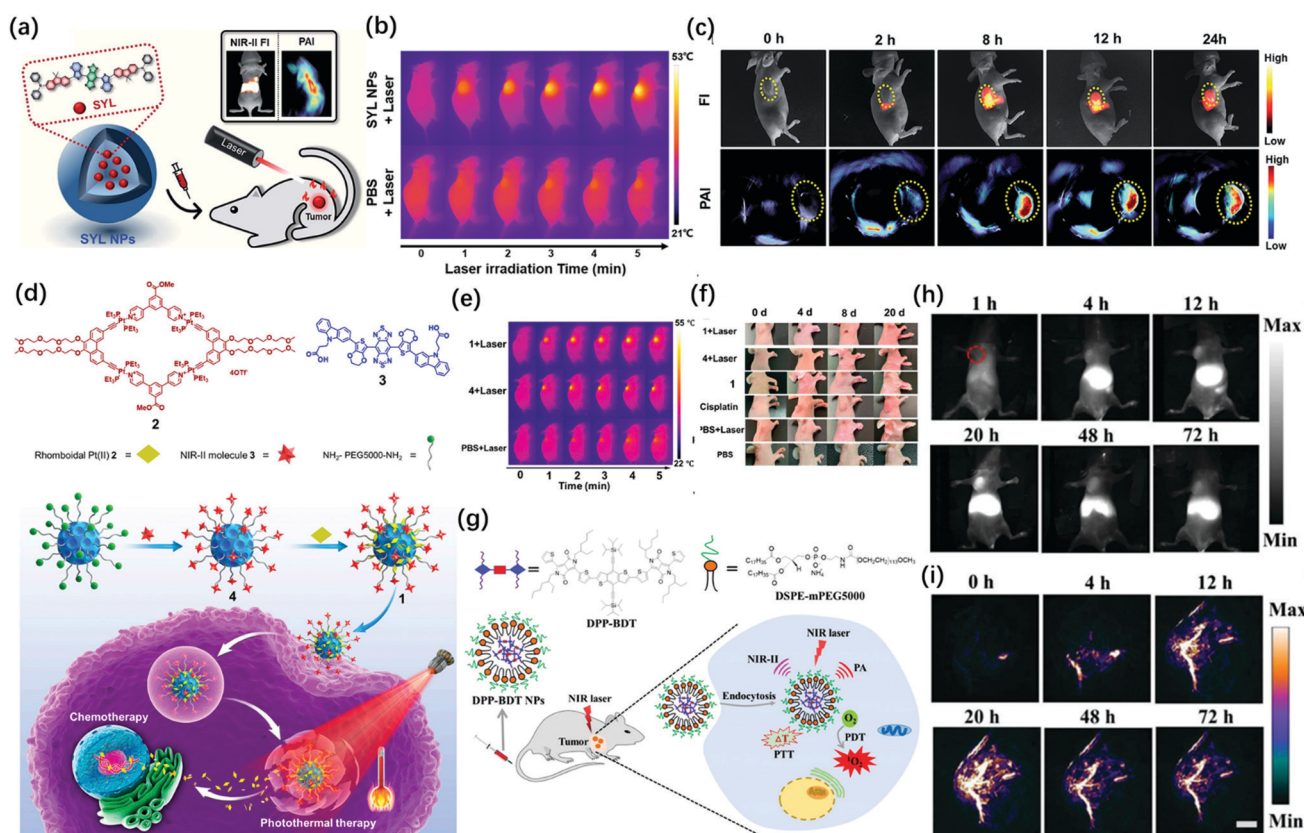 (a)
NIR-II FI
PAI
SYL
Laser
Tumor
SYL NPs
(b)
SYL NPs
+ Laser
PBS
+ Laser
53℃
21℃
0 1 2 3 4 5
Laser irradiation Time (min)
(c)
0 h 2 h 8 h 12 h 24h
FI
PAI
High
Low
High
Low
(d)
MeO
2
4OTf-
3
Rhomboidal Pt(II) 2 =
NIR-II molecule 3 =
NH2- PEG5000-NH2 =
4
1
Chemotherapy
Photothermal therapy
(e)
1+Laser
4+Laser
PBS+Laser
55 ℃
22 ℃
0 1 2 3 4 5
Time (min)
(f)
0 d 4 d 8 d 20 d
1+Laser
4+Laser
1
Cisplatin
PBS+Laser
PBS
(g)
DPP-BDT
DSPE-mPEG5000
DPP-BDT NPs
NIR laser
Tumor
NIR laser
NIR-II
PA
Endocytosis
O2
PDT
ΔT
PTT
1O2
(h)
1 h 4 h 12 h
20 h 48 h 72 h
Max
Min
(i)
0 h 4 h 12 h
20 h 48 h 72 h
Max
Min